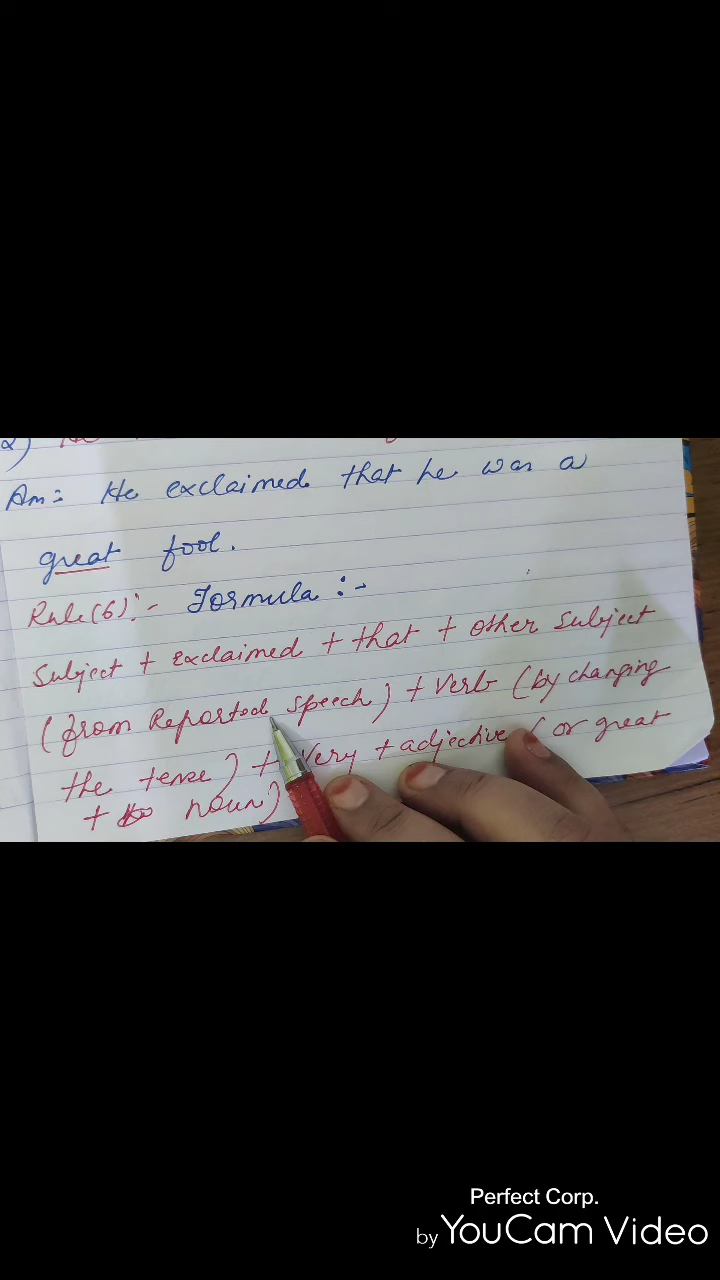 2)
Ans: He exclaimed that he was a
great fool.
Rule(6):- Formula :-
Subject + exclaimed + that + other subject
(from Reported speech) + Verb (by changing
the tense) + Very + adjective (or great
+ noun)
Perfect Corp.
by YouCam Video